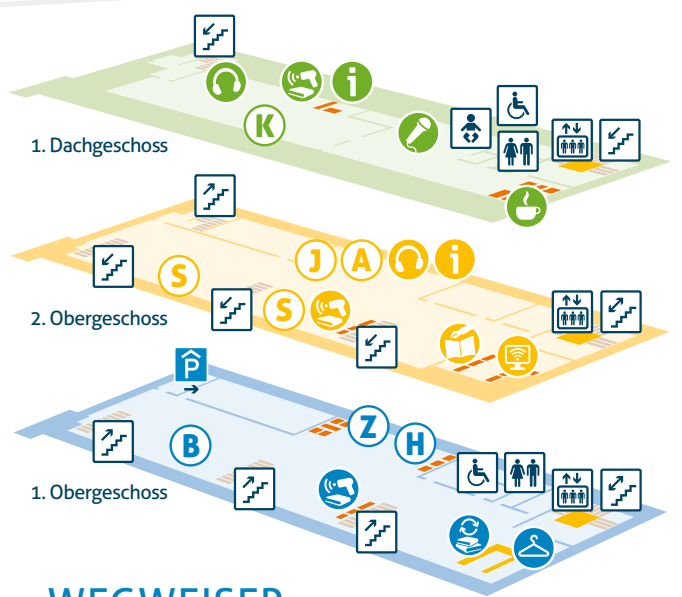 K
i
1. Dachgeschoss
J A i
S
S
2. Obergeschoss
P
Z
H
B
1. Obergeschoss
WEGWEISER